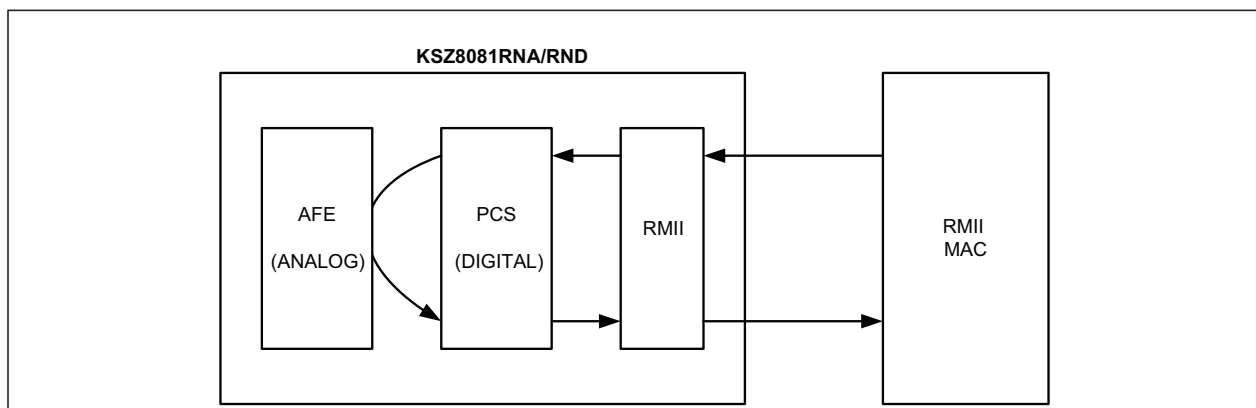 KSZ8081RNA/RND
AFE
(ANALOG)
PCS
(DIGITAL)
RMII
RMII
MAC